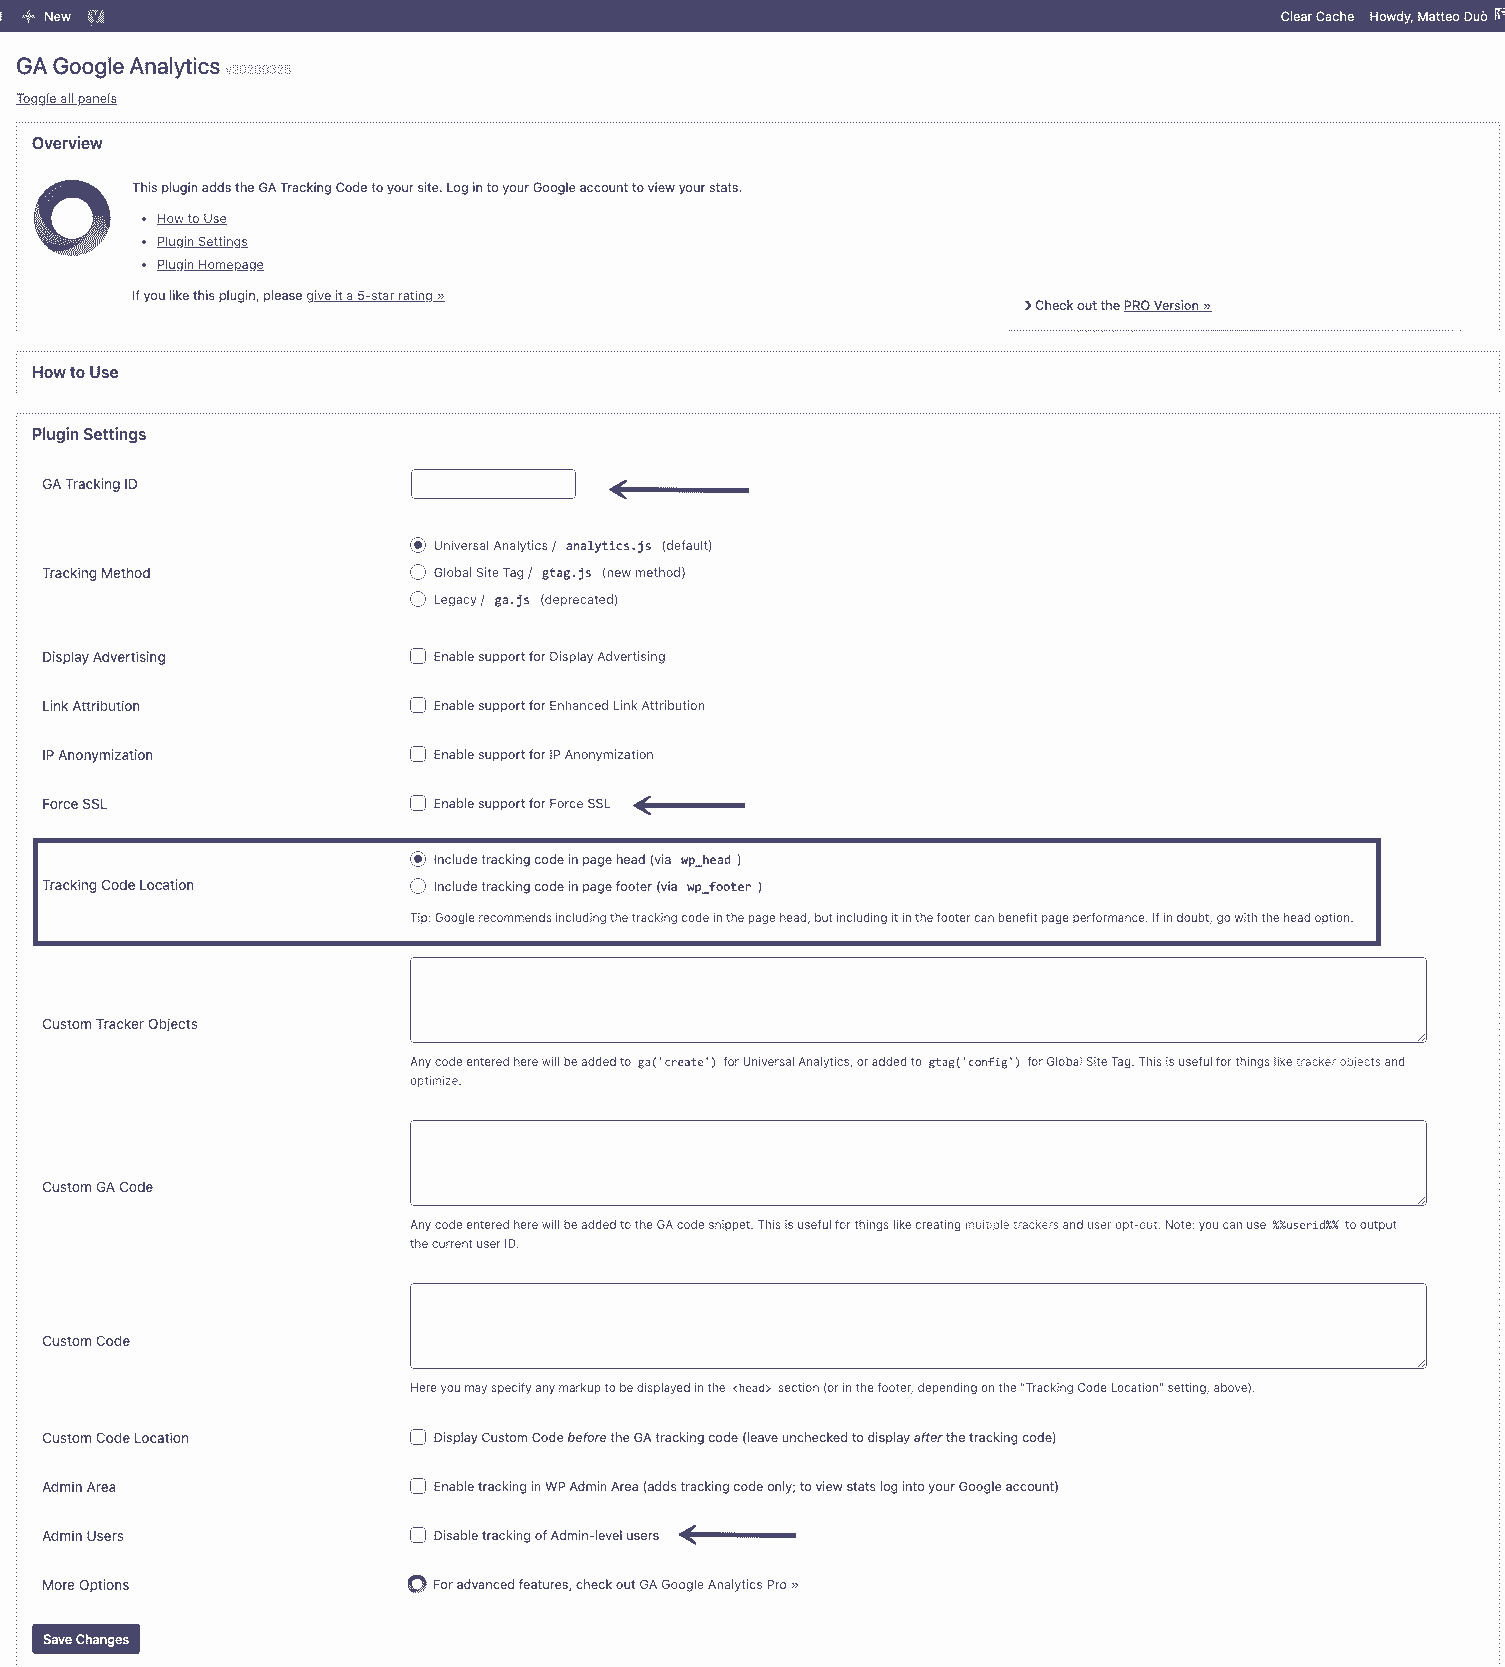 New
Clear Cache Howdy, Matteo Duò
GA Google Analytics
Toggle all panels
Overview
This plugin adds the GA Tracking Code to your site. Log in to your Google account to view your stats.
• How to Use
• Plugin Settings
• Plugin Homepage
If you like this plugin, please give it a 5-star rating »
❯ Check out the PRO Version »
How to Use
Plugin Settings
GA Tracking ID
Tracking Method
Universal Analytics / analytics.js (default)
Global Site Tag / gtag.js (new method)
Legacy / ga.js (deprecated)
Display Advertising
Enable support for Display Advertising
Link Attribution
Enable support for Enhanced Link Attribution
IP Anonymization
Enable support for IP Anonymization
Force SSL
Enable support for Force SSL
Tracking Code Location
Include tracking code in page head (via wp_head )
Include tracking code in page footer (via wp_footer )
Tip: Google recommends including the tracking code in the page head, but including it in the footer can benefit page performance. If in doubt, go with the head option.
Custom Tracker Objects
Any code entered here will be added to ga('create') for Universal Analytics, or added to gtag('config') for Global Site Tag. This is useful for things like tracker objects and
optimize.
Custom GA Code
Any code entered here will be added to the GA code snippet. This is useful for things like creating multiple trackers and user opt-out. Note: you can use %%userid%% to output
the current user ID.
Custom Code
Here you may specify any markup to be displayed in the <head> section (or in the footer, depending on the "Tracking Code Location" setting, above).
Custom Code Location
Display Custom Code before the GA tracking code (leave unchecked to display after the tracking code)
Admin Area
Enable tracking in WP Admin Area (adds tracking code only; to view stats log into your Google account)
Admin Users
Disable tracking of Admin-level users
More Options
For advanced features, check out GA Google Analytics Pro »
Save Changes